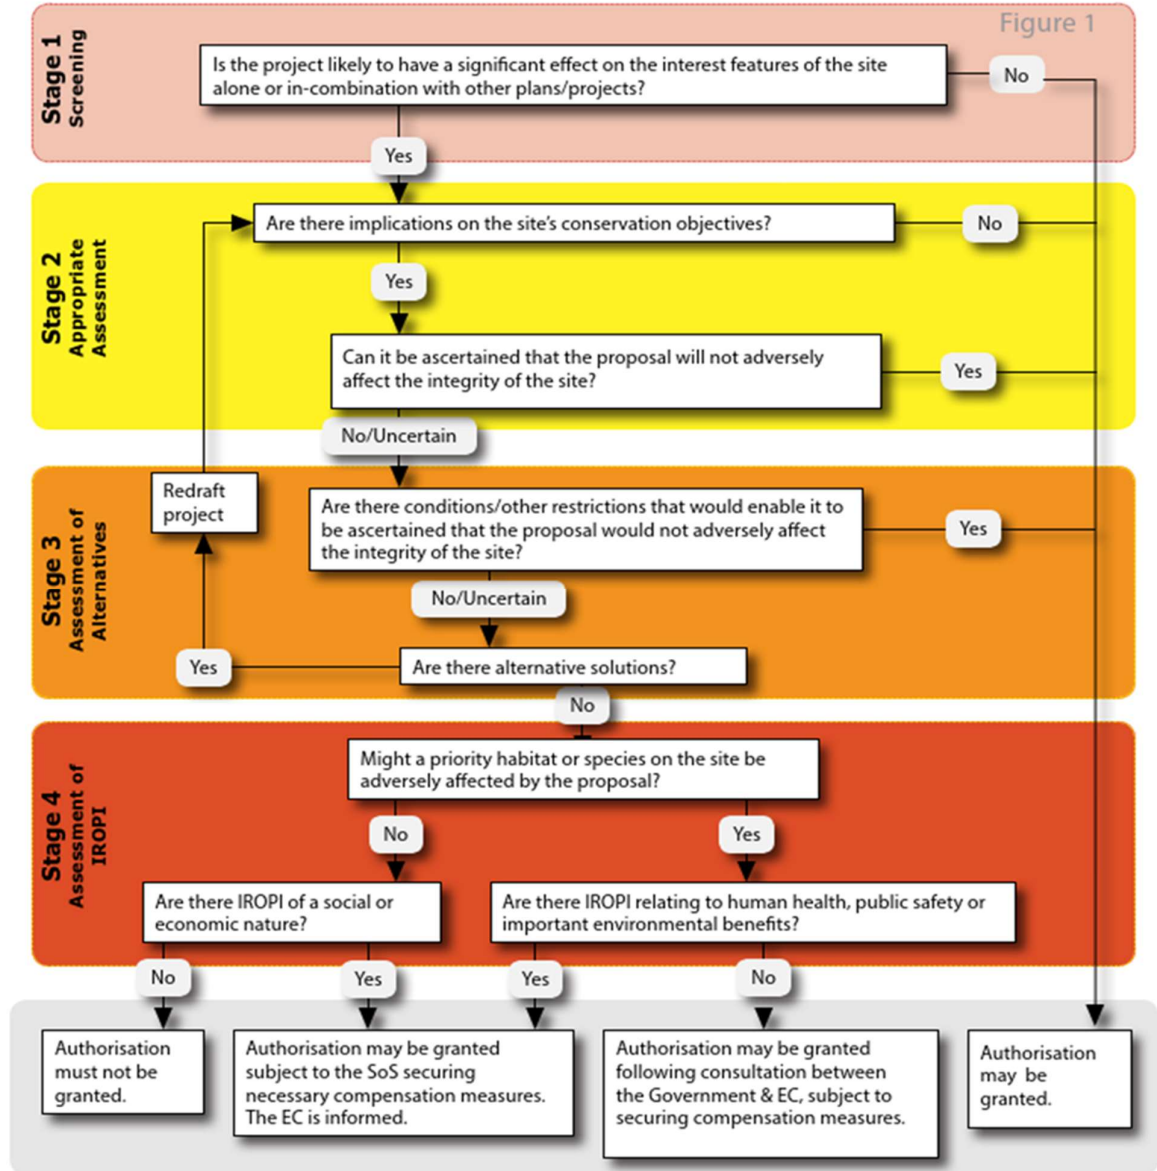 Figure 1
Stage 1
Screening
Is the project likely to have a significant effect on the interest features of the site
alone or in-combination with other plans/projects?
No
Yes
Stage 2
Appropriate
Assessment
Are there implications on the site's conservation objectives?
No
Yes
Can it be ascertained that the proposal will not adversely
affect the integrity of the site?
Yes
No/Uncertain
Stage 3
Assessment of
Alternatives
Redraft
project
Are there conditions/other restrictions that would enable it to
be ascertained that the proposal would not adversely affect
the integrity of the site?
Yes
No/Uncertain
Are there alternative solutions?
Yes
No
Stage 4
Assessment of
IROPI
Might a priority habitat or species on the site be
adversely affected by the proposal?
No
Yes
Are there IROPI of a social or
economic nature?
Are there IROPI relating to human health, public safety or
important environmental benefits?
No
Yes
Yes
No
Authorisation
must not be
granted.
Authorisation may be granted
subject to the SoS securing
necessary compensation measures.
The EC is informed.
Authorisation may be granted
following consultation between
the Government & EC, subject to
securing compensation measures.
Authorisation
may be
granted.